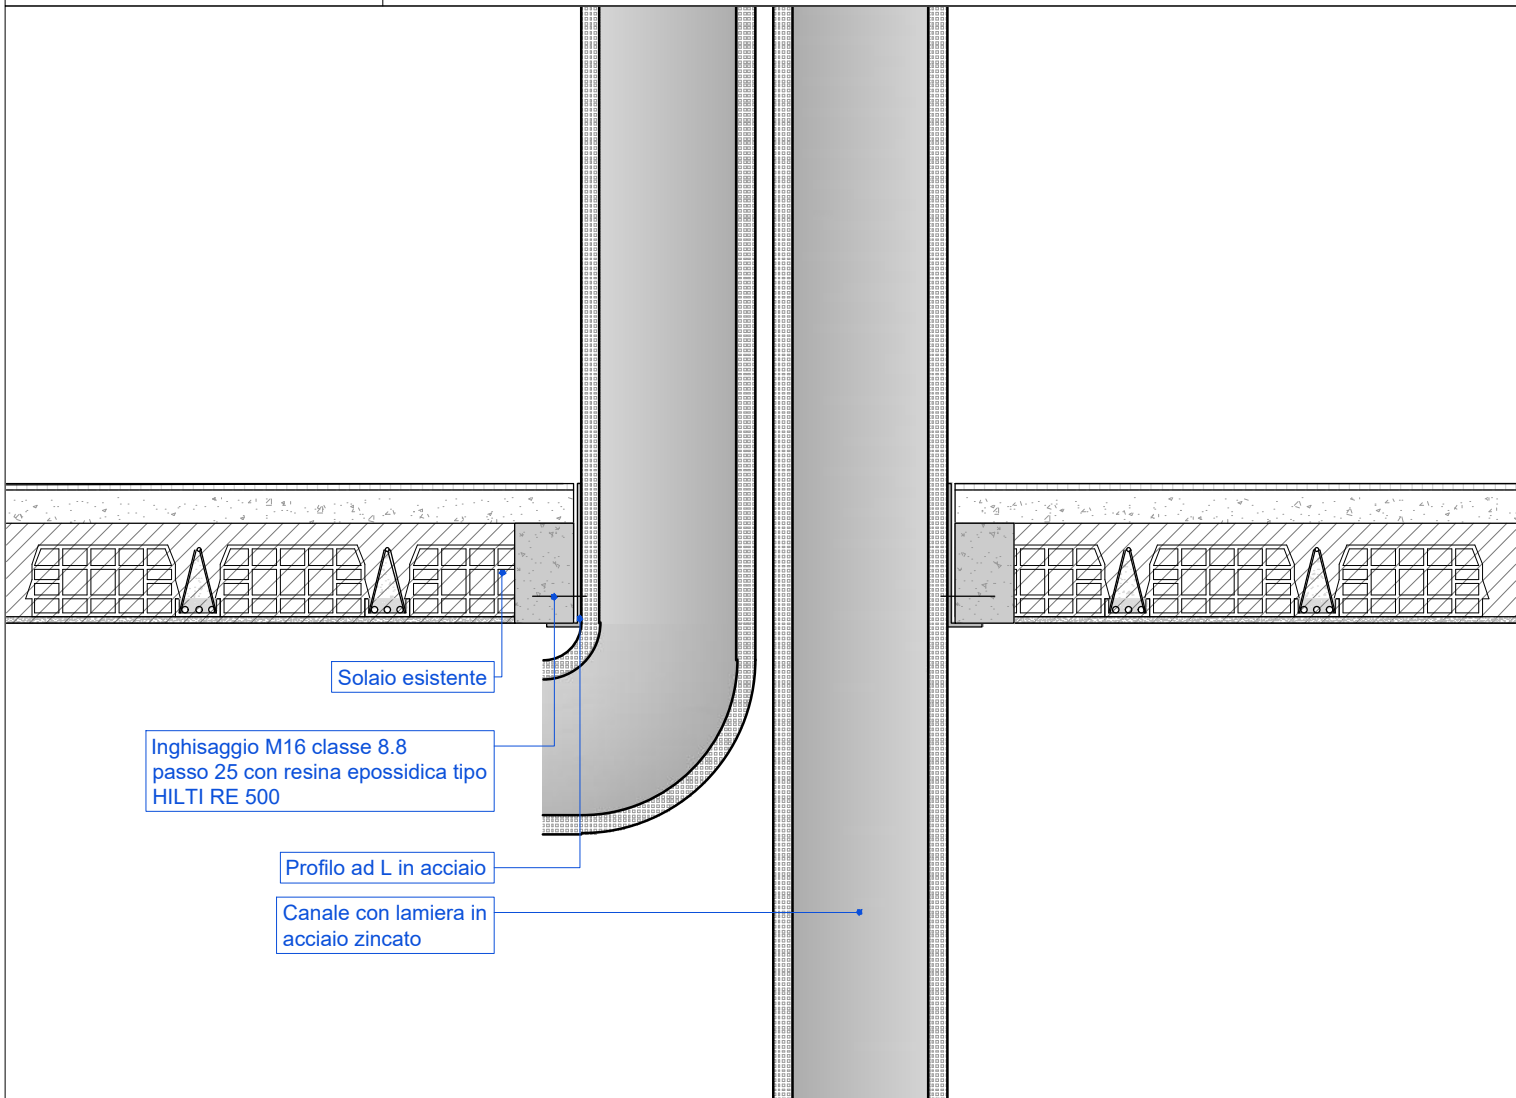 Solaio esistente
Inghisaggio M16 classe 8.8
passo 25 con resina epossidica tipo
HILTI RE 500
Profilo ad L in acciaio
Canale con lamiera in
acciaio zincato